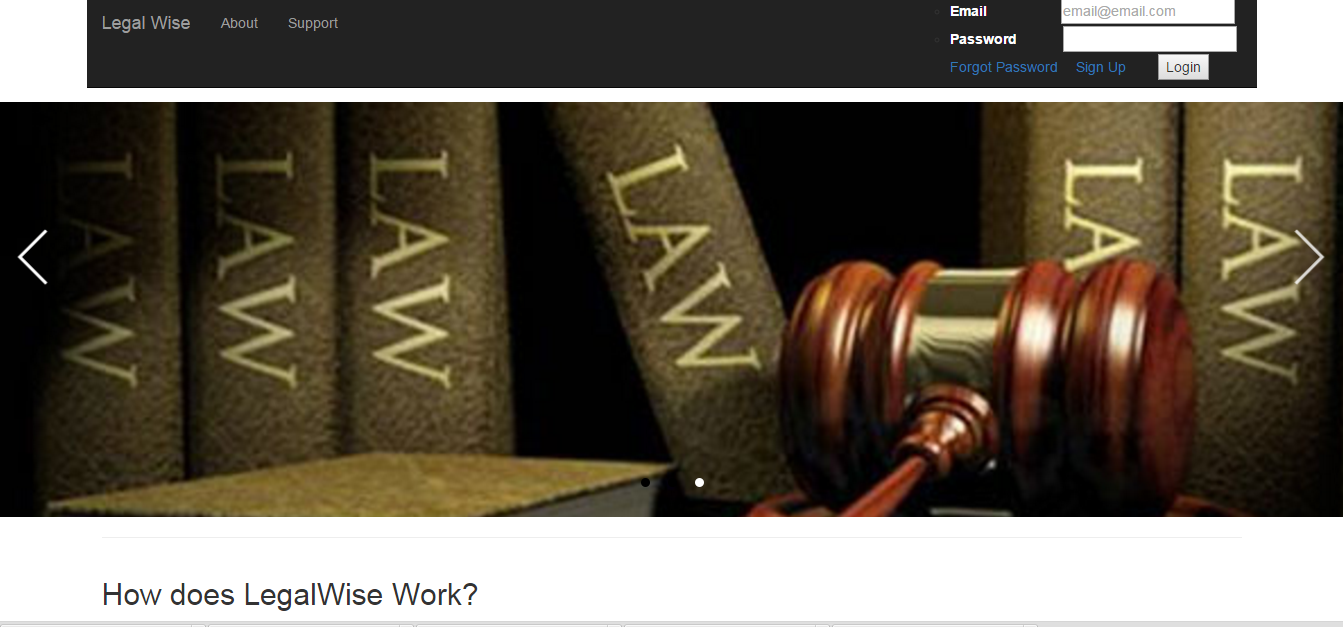 Legal Wise About Support
Email email@email.com
Password
Forgot Password Sign Up Login
LAW LAW LAW LAW LAW LAW
How does LegalWise Work?